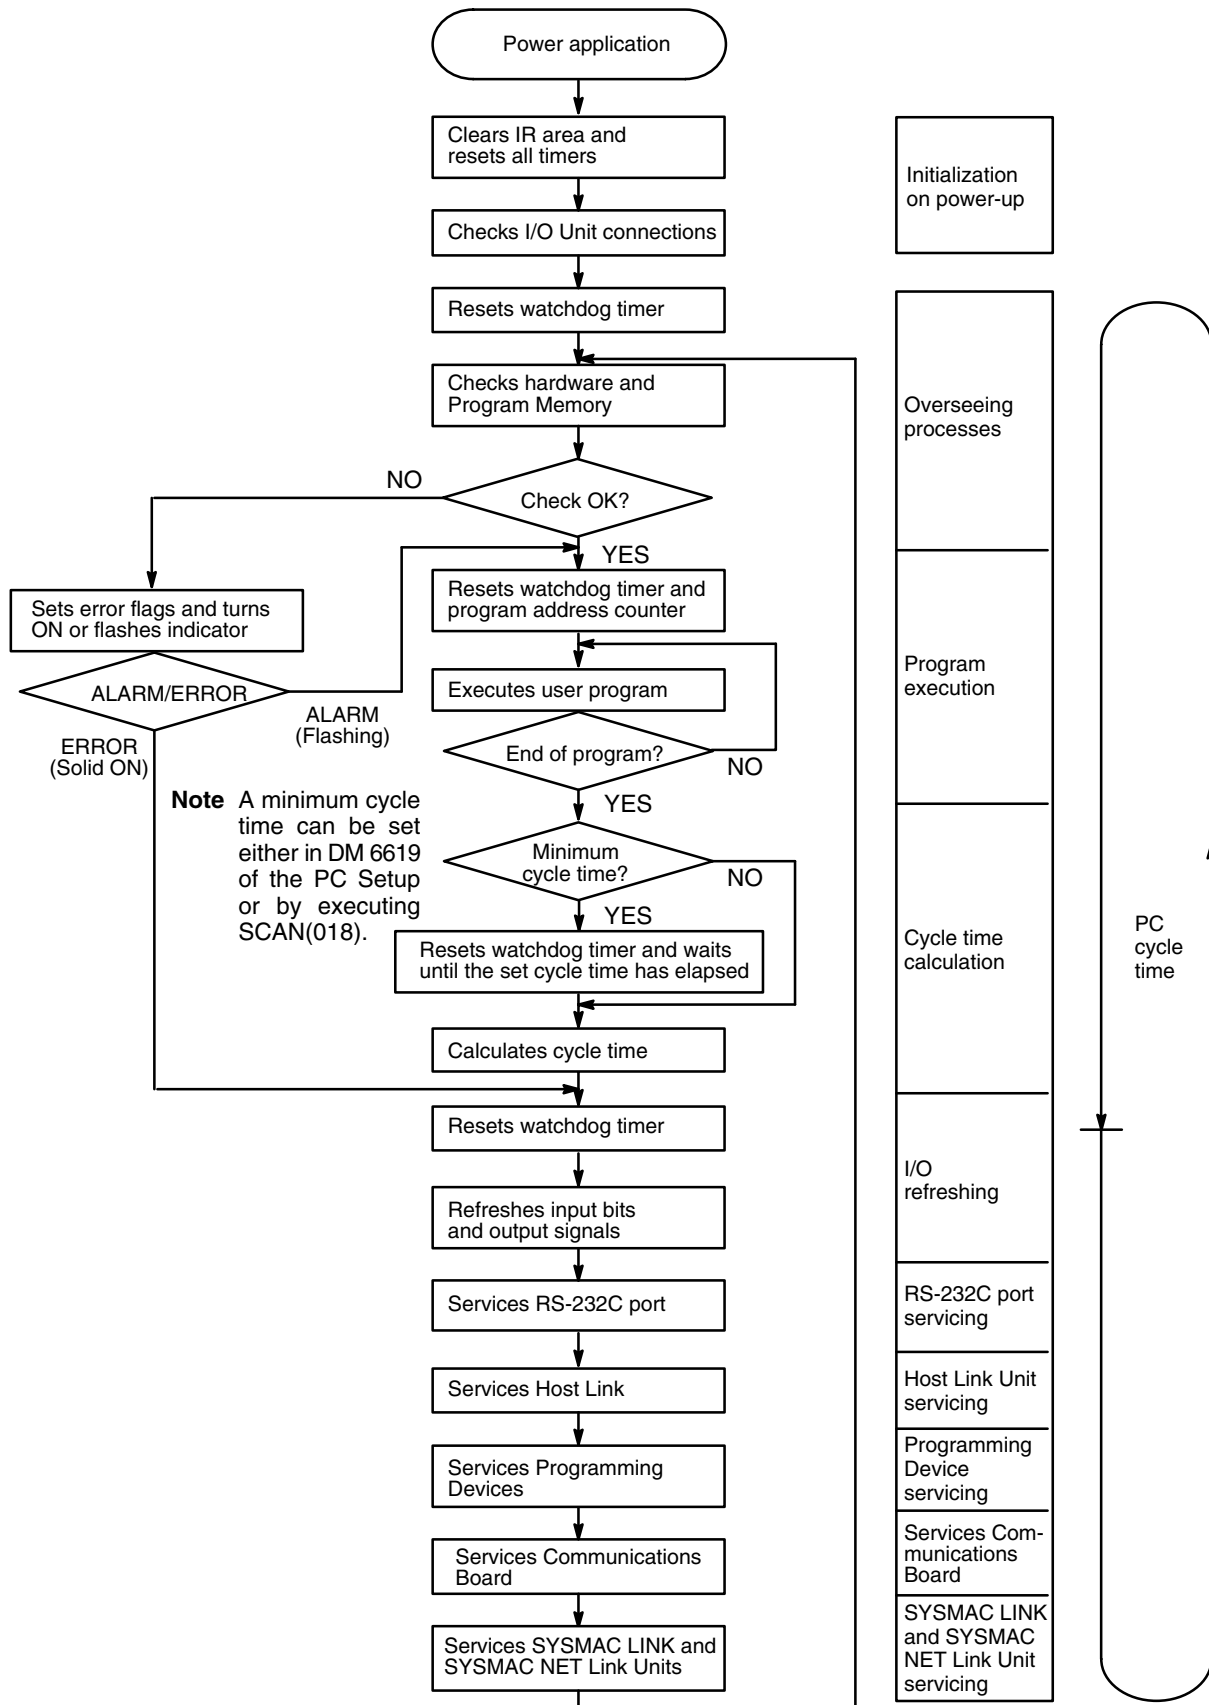 Power application
Clears IR area and
resets all timers
Checks I/O Unit connections
Resets watchdog timer
Checks hardware and
Program Memory
NO
Check OK?
YES
Resets watchdog timer and
program address counter
Sets error flags and turns
ON or flashes indicator
ALARM/ERROR
ALARM
(Flashing)
ERROR
(Solid ON)
Executes user program
End of program?
NO
YES
Note A minimum cycle
time can be set
either in DM 6619
of the PC Setup
or by executing
SCAN(018).
Minimum
cycle time?
NO
YES
Resets watchdog timer and waits
until the set cycle time has elapsed
Calculates cycle time
Resets watchdog timer
Refreshes input bits
and output signals
Services RS-232C port
Services Host Link
Services Programming
Devices
Services Communications
Board
Services SYSMAC LINK and
SYSMAC NET Link Units
Initialization
on power-up
Overseeing
processes
Program
execution
Cycle time
calculation
I/O
refreshing
RS-232C port
servicing
Host Link Unit
servicing
Programming
Device
servicing
Services Com-
munications
Board
SYSMAC LINK
and SYSMAC
NET Link Unit
servicing
PC
cycle
time